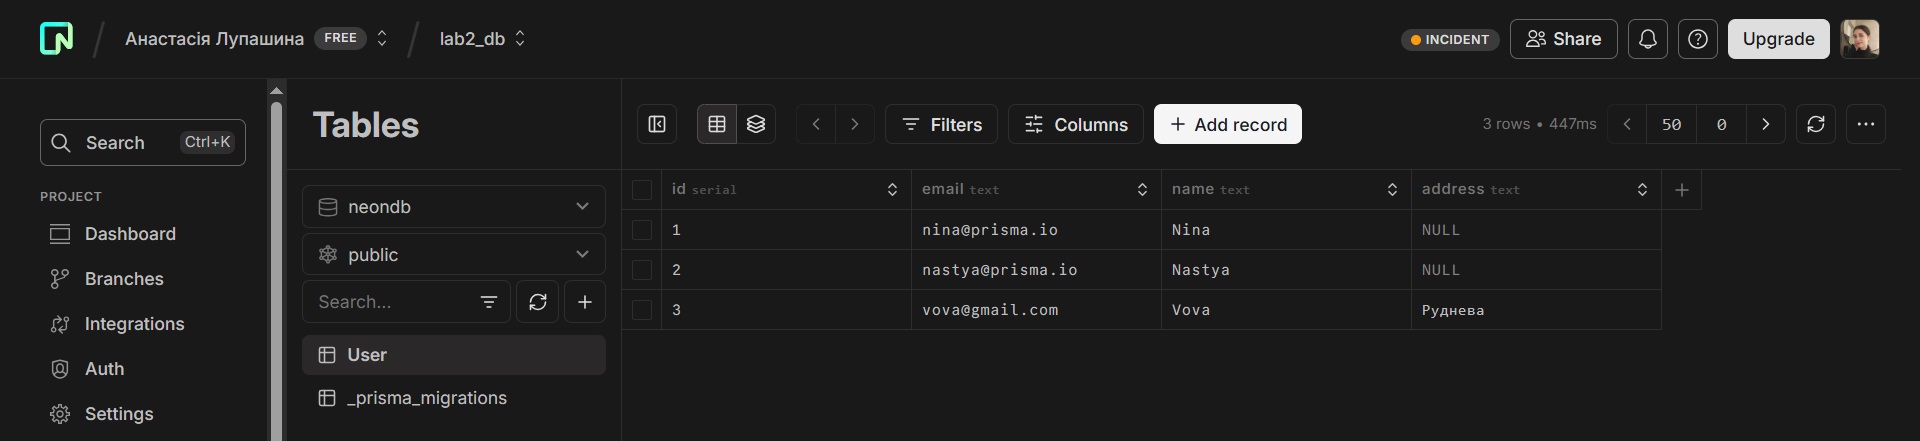 Анастасія Лупашина FREE lab2_db INCIDENT Share Upgrade
Search Ctrl+K
PROJECT
Dashboard
Branches
Integrations
Auth
Settings
Tables
neondb
public
Search...
User
_prisma_migrations
Filters Columns Add record 3 rows • 447ms 50 0
id serial email text name text address text
1 nina@prisma.io Nina NULL
2 nastya@prisma.io Nastya NULL
3 vova@gmail.com Vova Руднева